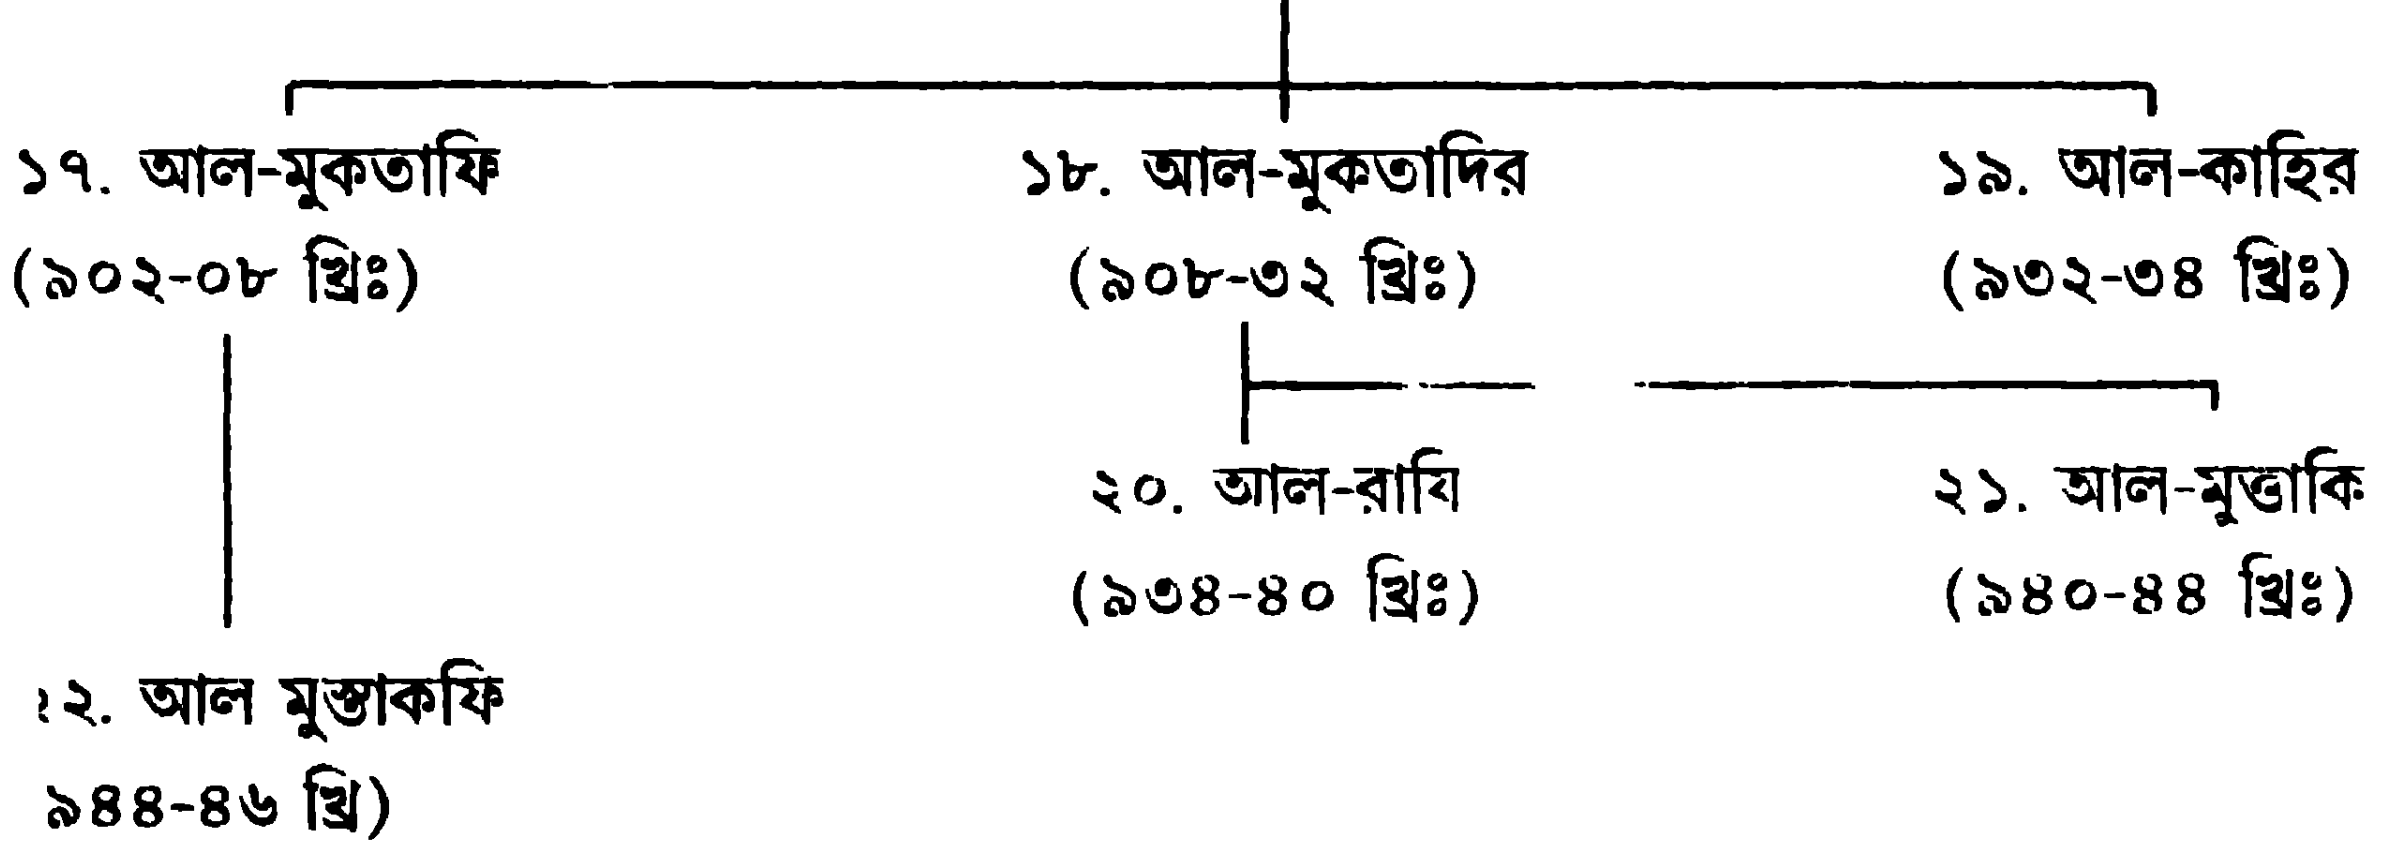 ১৭. আল-মুকতাফি ১৮. আল-মুকতাদির ১৯. আল-কাহির
(৯০২-০৮ খ্রিঃ) (৯০৮-৩২ খ্রিঃ) (৯৩২-৩৪ খ্রিঃ)
২০. আল-রাযি ২১. আল-মুত্তাকি
(৯৩৪-৪০ খ্রিঃ) (৯৪০-৪৪ খ্রিঃ)
২২. আল মুস্তাকফি
৯৪৪-৪৬ খ্রি)